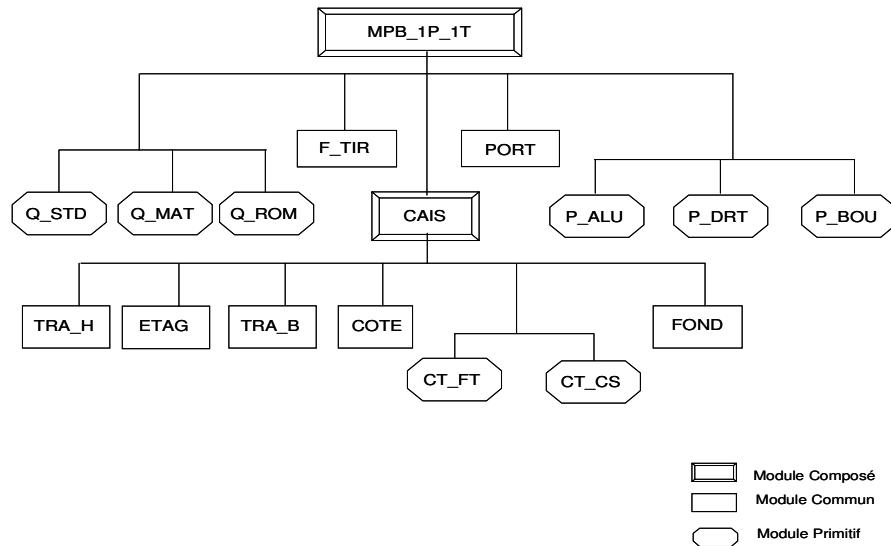 MPB_1P_1T
F_TIR
PORT
Q_STD
Q_MAT
Q_ROM
CAIS
P_ALU
P_DRT
P_BOU
TRA_H
ETAG
TRA_B
COTE
FOND
CT_FT
CT_CS
Module Composé
Module Commun
Module Primitif